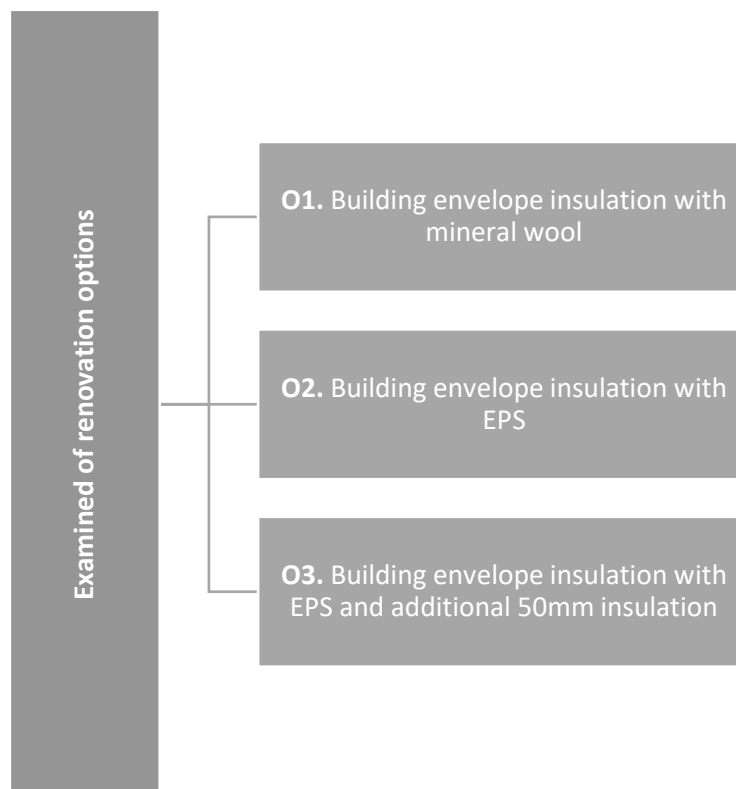 Examined of renovation options
O1. Building envelope insulation with
mineral wool
O2. Building envelope insulation with
EPS
O3. Building envelope insulation with
EPS and additional 50mm insulation